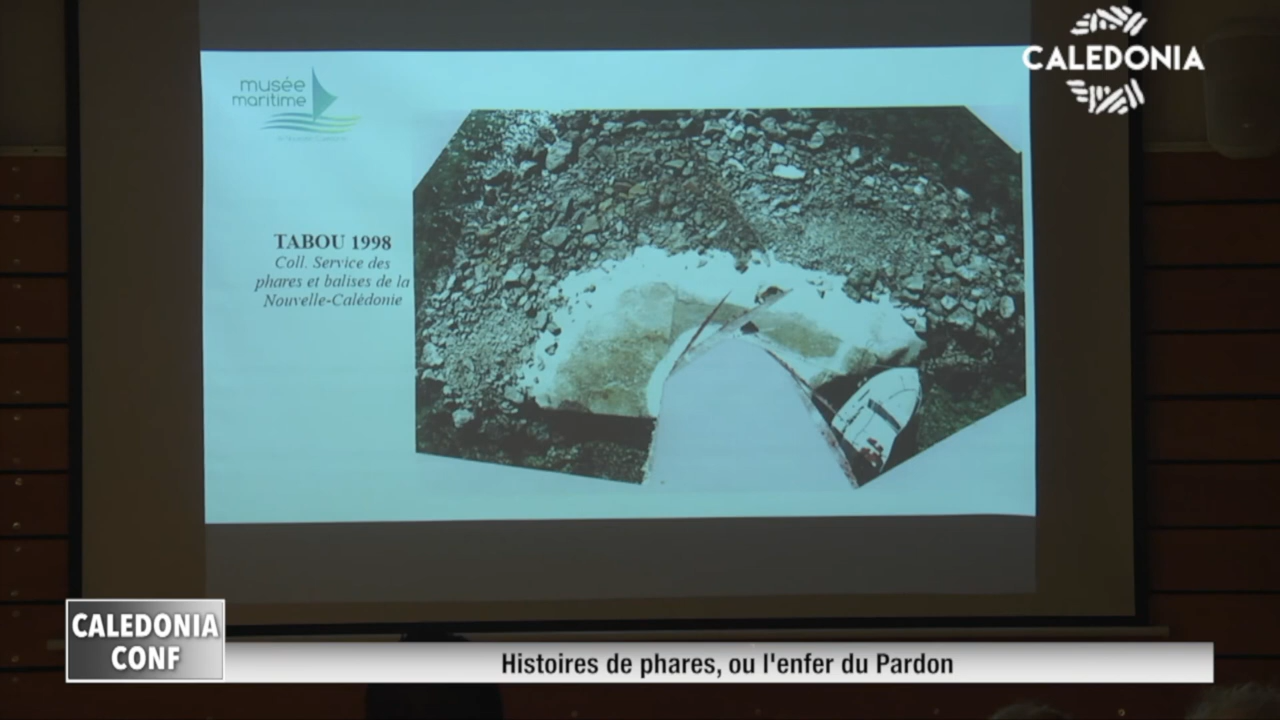 CALEDONIA
musée
maritime
TABOU 1998
Coll. Service des
phares et balises de la
Nouvelle-Calédonie
CALEDONIA
CONF
Histoires de phares, ou l'enfer du Pardon